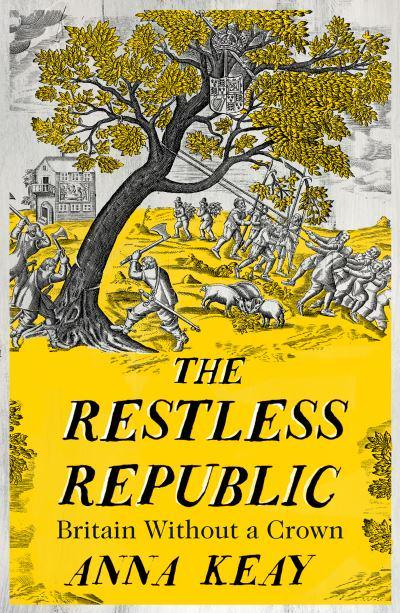 THE
RESTLESS
REPUBLIC
Britain Without a Crown
ANNA KEAY